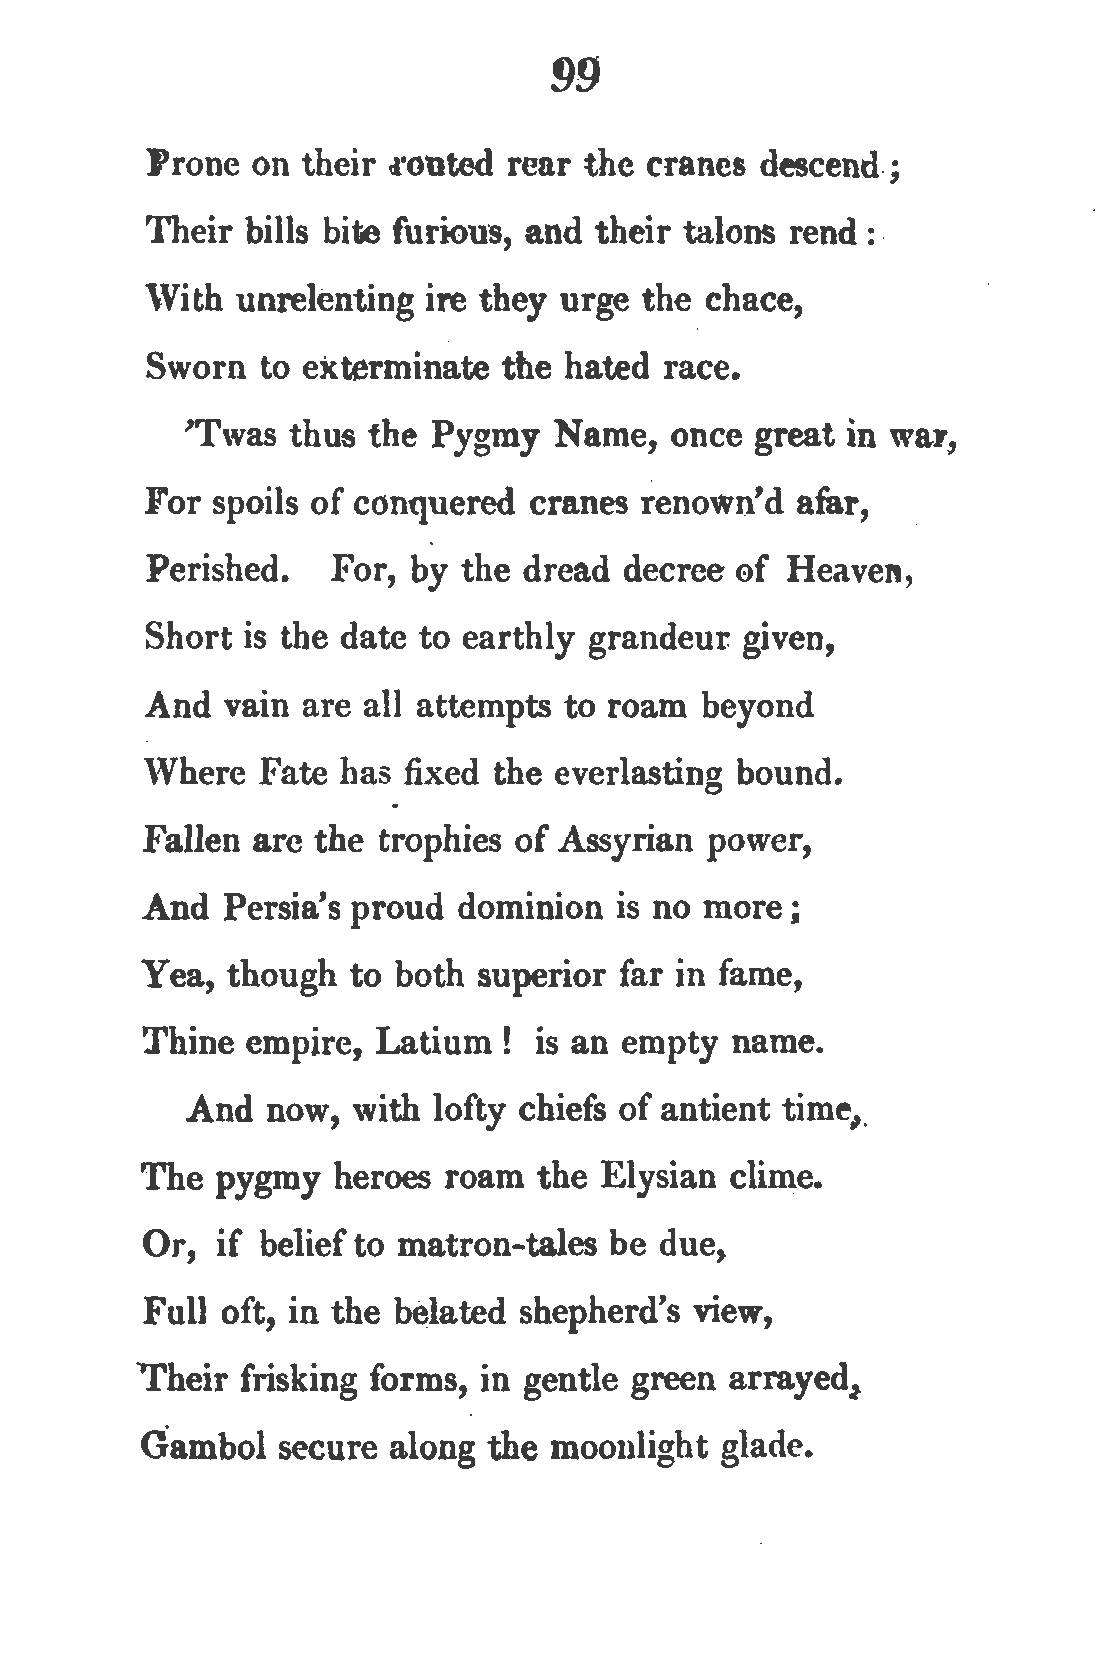 99
Prone on their routed rear the cranes descend;
Their bills bite furious, and their talons rend:
With unrelenting ire they urge the chace,
Sworn to exterminate the hated race.
'Twas thus the Pygmy Name, once great in war,
For spoils of conquered cranes renown'd afar,
Perished. For, by the dread decree of Heaven,
Short is the date to earthly grandeur given,
And vain are all attempts to roam beyond
Where Fate has fixed the everlasting bound.
Fallen are the trophies of Assyrian power,
And Persia's proud dominion is no more;
Yea, though to both superior far in fame,
Thine empire, Latium! is an empty name.
And now, with lofty chiefs of antient time,
The pygmy heroes roam the Elysian clime.
Or, if belief to matron-tales be due,
Full oft, in the belated shepherd's view,
Their frisking forms, in gentle green arrayed,
Gambol secure along the moonlight glade.